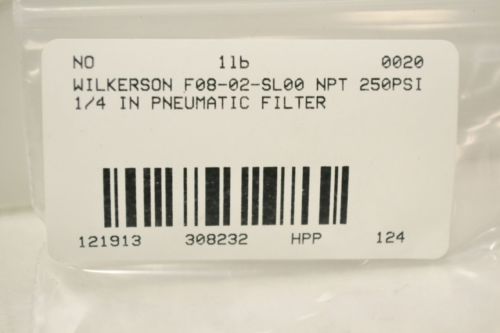 NO 1lb 0020
WILKERSON F08-02-SL00 NPT 250PSI
1/4 IN PNEUMATIC FILTER
121913 308232 HPP 124